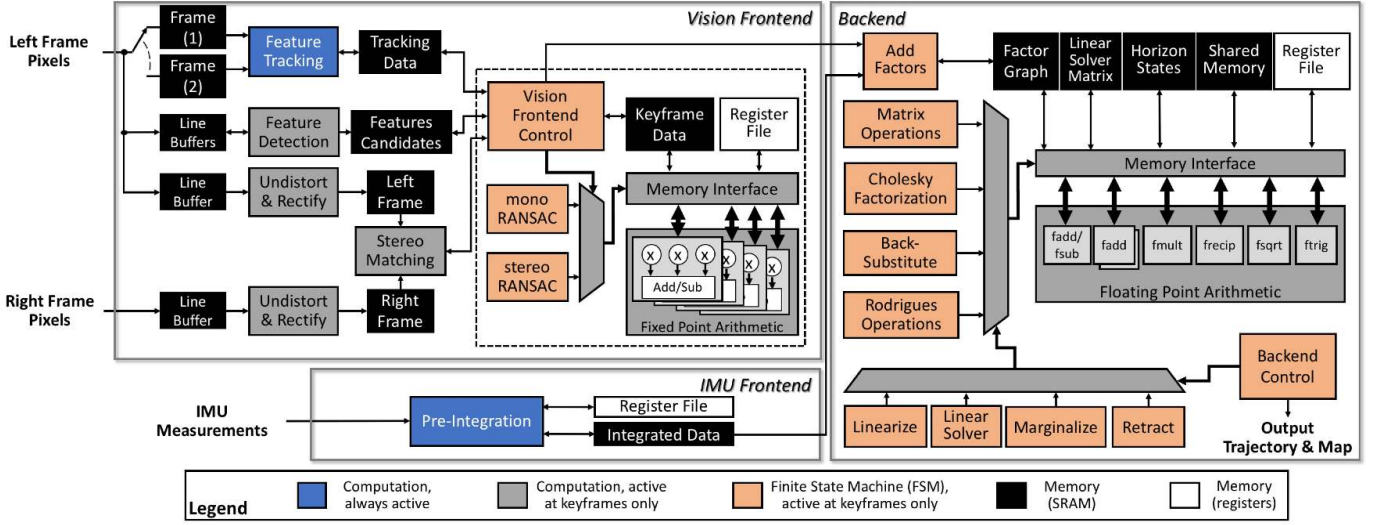 Vision Frontend
Left Frame
Pixels
Frame
(1)
Frame
(2)
Feature
Tracking
Tracking
Data
Line
Buffers
Feature
Detection
Features
Candidates
Line
Buffer
Undistort
& Rectify
Left
Frame
Stereo
Matching
Right Frame
Pixels
Line
Buffer
Undistort
& Rectify
Right
Frame
Vision
Frontend
Control
Keyframe
Data
Register
File
mono
RANSAC
stereo
RANSAC
Memory Interface
X X X X X X
Add/Sub
Fixed Point Arithmetic
Backend
Add
Factors
Factor
Graph
Linear
Solver
Matrix
Horizon
States
Shared
Memory
Register
File
Matrix
Operations
Cholesky
Factorization
Back-
Substitute
Rodrigues
Operations
Memory Interface
fadd/
fsub
fadd
fmult
frecip
fsqrt
ftrig
Floating Point Arithmetic
Backend
Control
Linearize
Linear
Solver
Marginalize
Retract
Output
Trajectory & Map
IMU Frontend
IMU
Measurements
Pre-Integration
Register File
Integrated Data
Legend
Computation,
always active
Computation, active
at keyframes only
Finite State Machine (FSM),
active at keyframes only
Memory
(SRAM)
Memory
(registers)